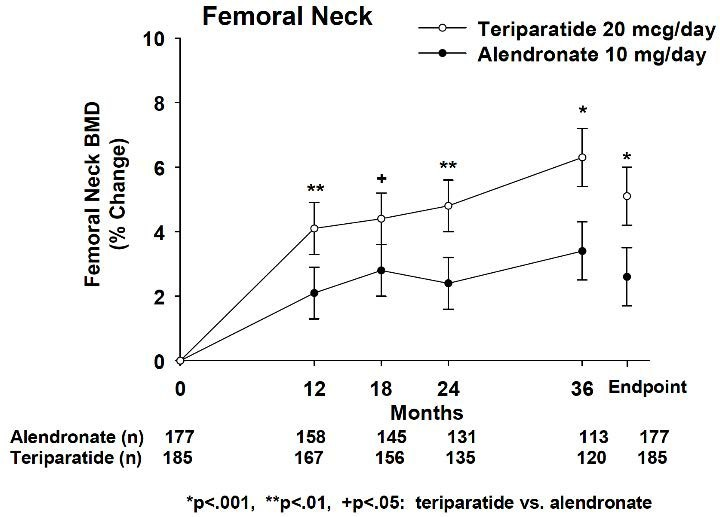 Femoral Neck
Teriparatide 20 mcg/day
Alendronate 10 mg/day
Femoral Neck BMD
(% Change)
10
8
6
4
2
0
** + ** * *
0 12 18 24 36 Endpoint
Months
Alendronate (n) 177 158 145 131 113 177
Teriparatide (n) 185 167 156 135 120 185
*p<.001, **p<.01, +p<.05: teriparatide vs. alendronate